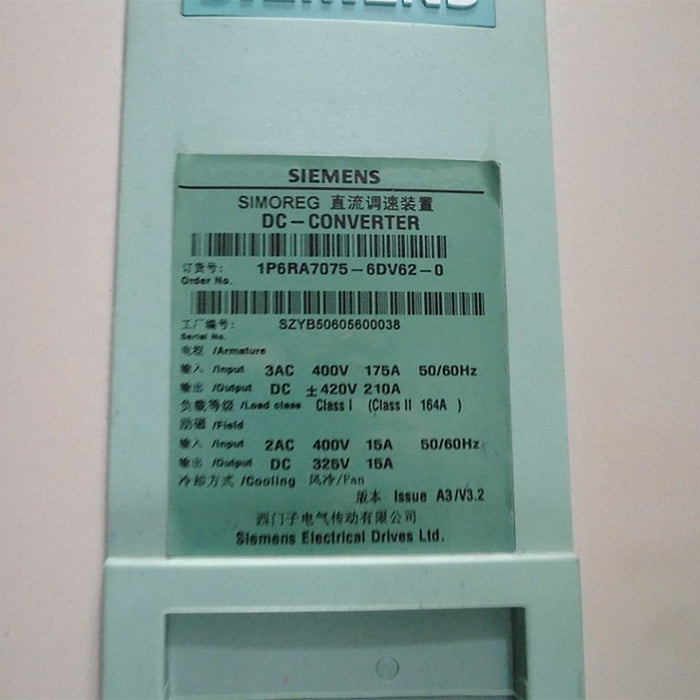 SIEMENS
SIEMENS
SIMOREG 直流调速装置
DC-CONVERTER
订货号: 1P6RA7075-6DV62-0
Order No.
工厂编号: SZYB50605600038
Serial No.
电枢 /Armature
输入 /Input 3AC 400V 175A 50/60Hz
输出 /Output DC ±420V 210A
负载等级 /Load class Class I (Class II 164A )
励磁 /Field
输入 /Input 2AC 400V 15A 50/60Hz
输出 /Output DC 325V 15A
冷却方式 /Cooling 风冷/Fan
版本 Issue A3/V3.2
西门子电气传动有限公司
Siemens Electrical Drives Ltd.